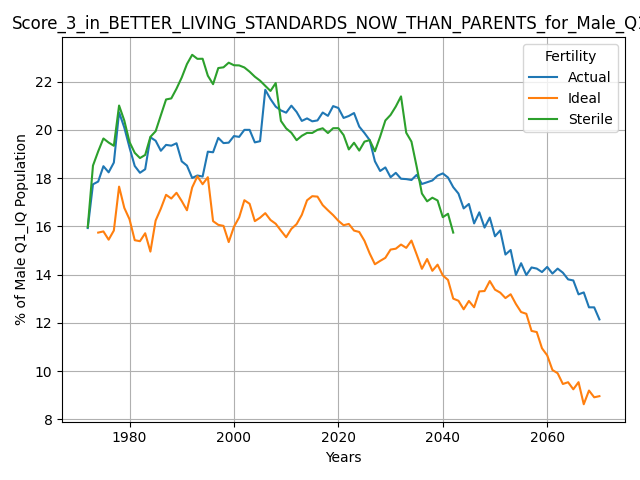 Score_3_in_BETTER_LIVING_STANDARDS_NOW_THAN_PARENTS_for_Male_Q1
Fertility
Actual
Ideal
Sterile
% of Male Q1_IQ Population
22
20
18
16
14
12
10
8
1980 2000 2020 2040 2060
Years